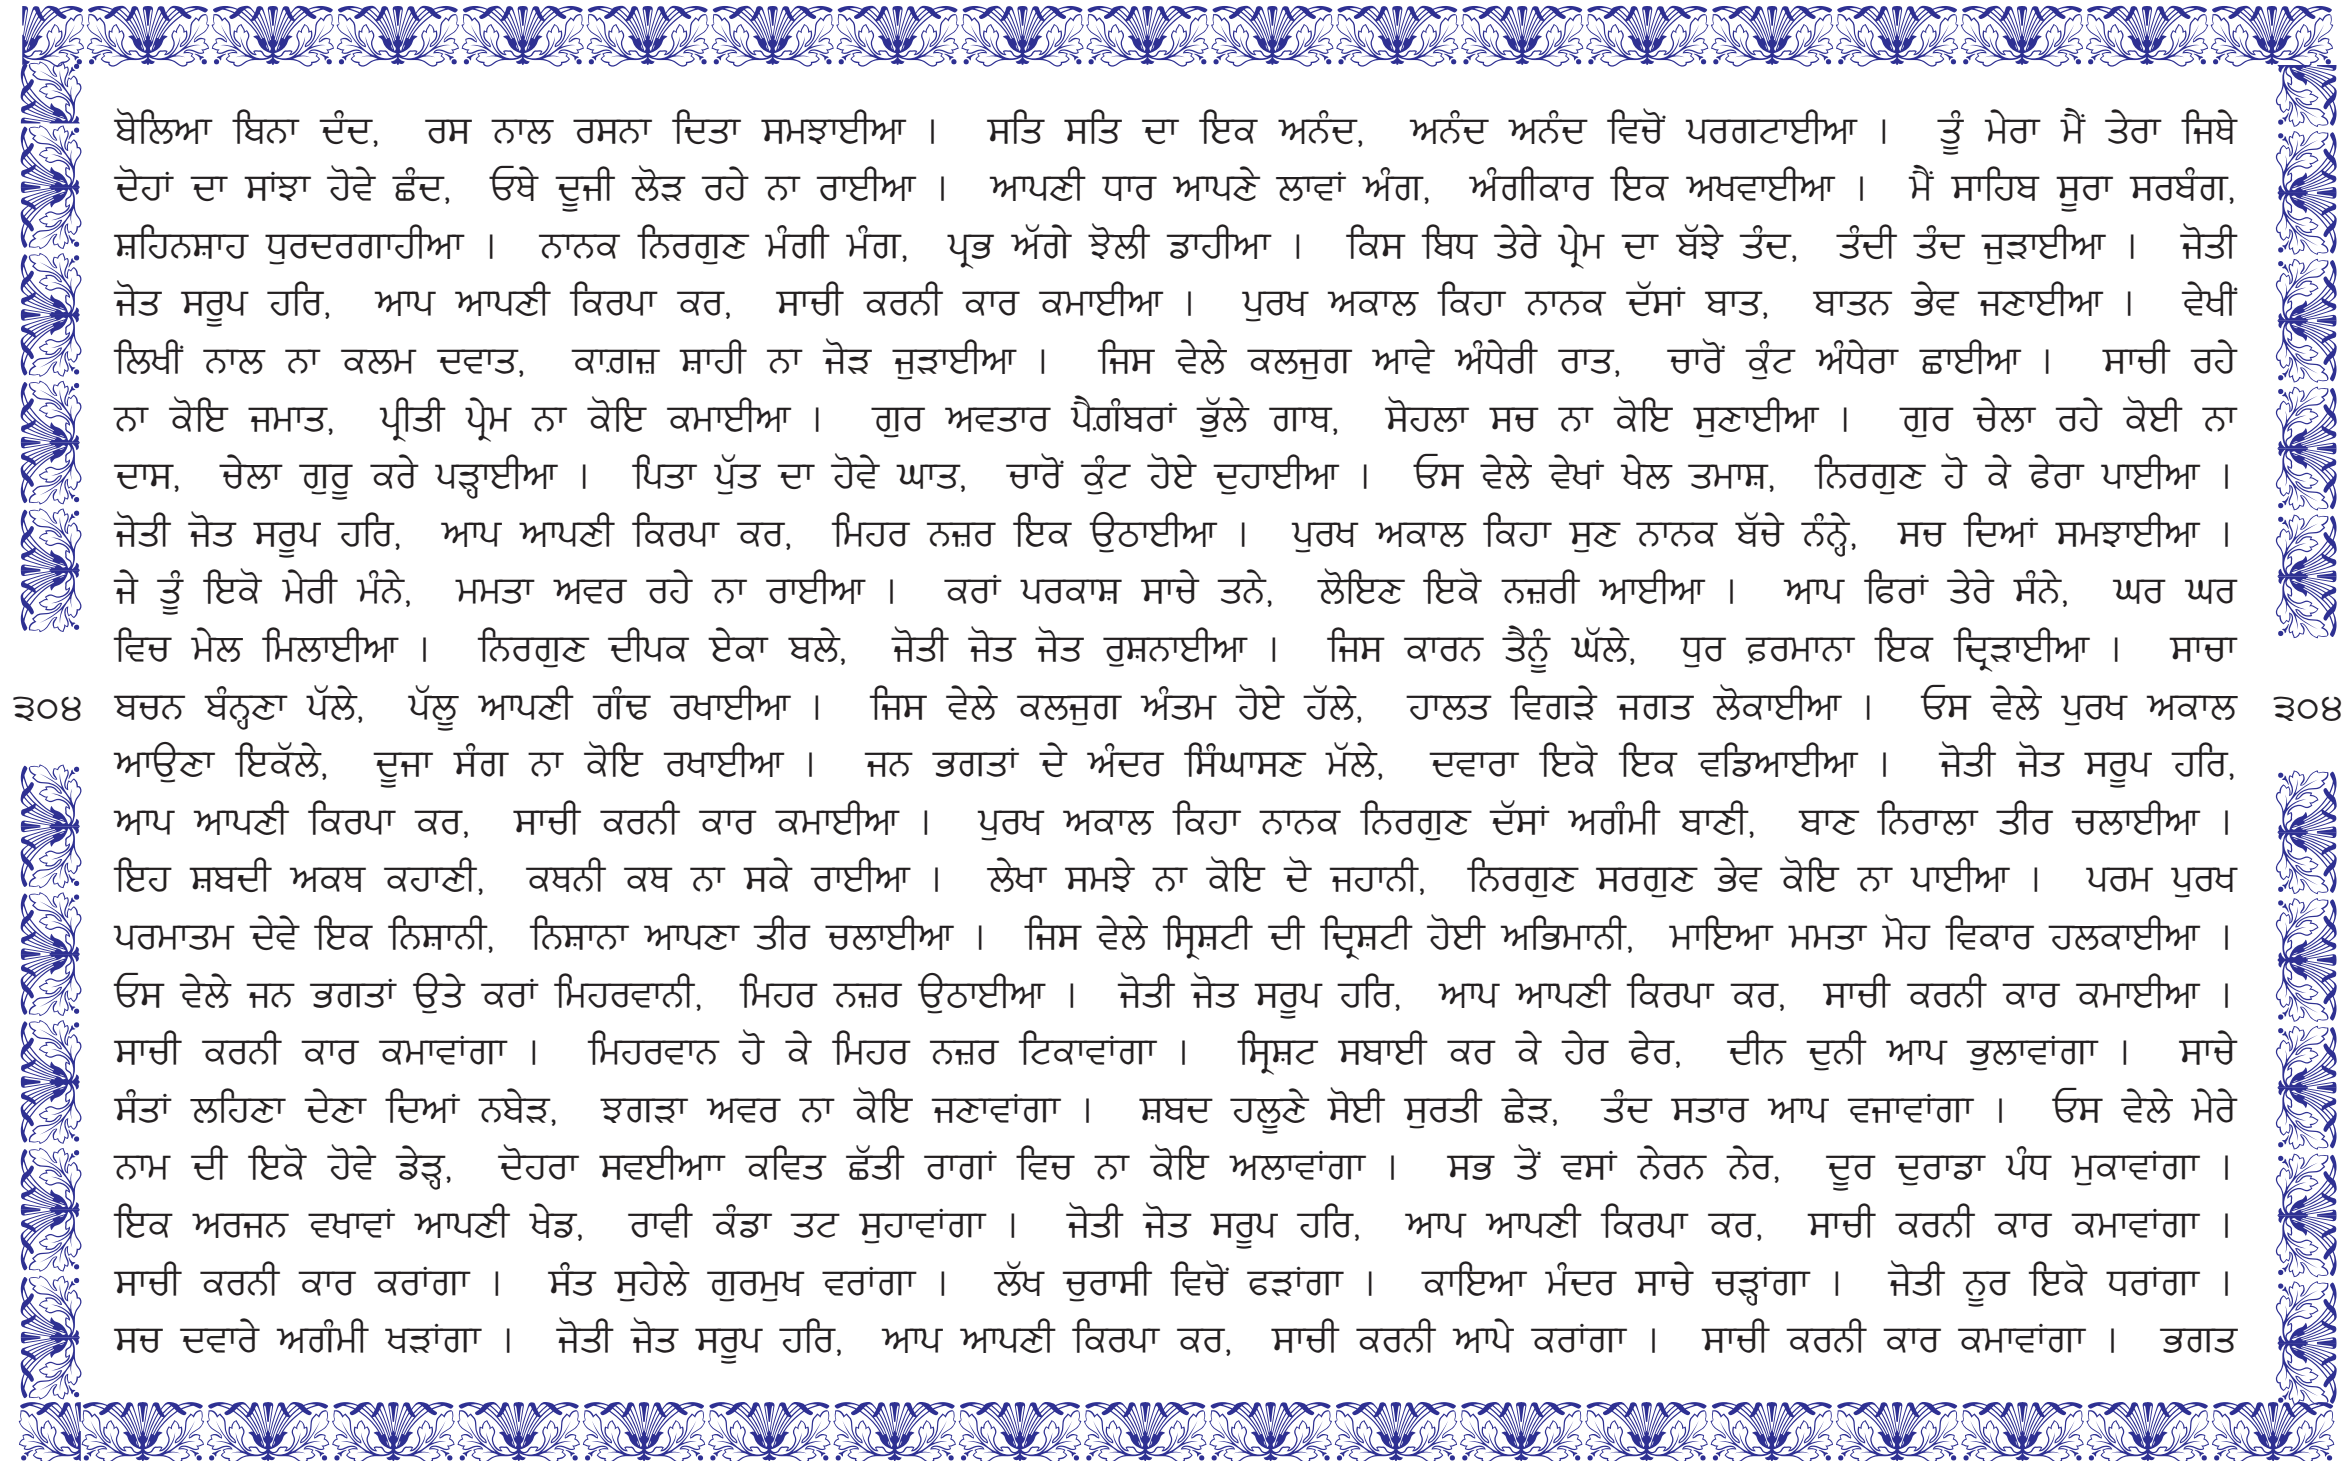 ਬੋਲਿਆ ਬਿਨਾ ਦੰਦ, ਰਸ ਨਾਲ ਰਸਨਾ ਦਿਤਾ ਸਮਝਾਈਆ । ਸਤਿ ਸਤਿ ਦਾ ਇਕ ਅਨੰਦ, ਅਨੰਦ ਅਨੰਦ ਵਿਚੋਂ ਪਰਗਟਾਈਆ । ਤੂੰ ਮੇਰਾ ਮੈਂ ਤੇਰਾ ਜਿਥੇ
ਦੋਹਾਂ ਦਾ ਸਾਂਝਾ ਹੋਵੇ ਛੰਦ, ਓਥੇ ਦੂਜੀ ਲੋੜ ਰਹੇ ਨਾ ਰਾਈਆ । ਆਪਣੀ ਧਾਰ ਆਪਣੇ ਲਾਵਾਂ ਅੰਗ, ਅੰਗੀਕਾਰ ਇਕ ਅਖਵਾਈਆ । ਮੈਂ ਸਾਹਿਬ ਸੂਰਾ ਸਰਬੰਗ,
ਸ਼ਹਿਨਸ਼ਾਹ ਧੁਰਦਰਗਾਹੀਆ । ਨਾਨਕ ਨਿਰਗੁਣ ਮੰਗੀ ਮੰਗ, ਪ੍ਰਭ ਅੱਗੇ ਝੋਲੀ ਡਾਹੀਆ । ਕਿਸ ਬਿਧ ਤੇਰੇ ਪ੍ਰੇਮ ਦਾ ਬੱਝੇ ਤੰਦ, ਤੰਦੀ ਤੰਦ ਜੁੜਾਈਆ । ਜੋਤੀ
ਜੋਤ ਸਰੂਪ ਹਰਿ, ਆਪ ਆਪਣੀ ਕਿਰਪਾ ਕਰ, ਸਾਚੀ ਕਰਨੀ ਕਾਰ ਕਮਾਈਆ । ਪੁਰਖ ਅਕਾਲ ਕਿਹਾ ਨਾਨਕ ਦੱਸਾਂ ਬਾਤ, ਬਾਤਨ ਭੇਵ ਜਣਾਈਆ । ਵੇਖੀਂ
ਲਿਖੀਂ ਨਾਲ ਨਾ ਕਲਮ ਦਵਾਤ, ਕਾਗ਼ਜ਼ ਸ਼ਾਹੀ ਨਾ ਜੋੜ ਜੁੜਾਈਆ । ਜਿਸ ਵੇਲੇ ਕਲਜੁਗ ਆਵੇ ਅੰਧੇਰੀ ਰਾਤ, ਚਾਰੋਂ ਕੁੰਟ ਅੰਧੇਰਾ ਛਾਈਆ । ਸਾਚੀ ਰਹੇ
ਨਾ ਕੋਇ ਜਮਾਤ, ਪ੍ਰੀਤੀ ਪ੍ਰੇਮ ਨਾ ਕੋਇ ਕਮਾਈਆ । ਗੁਰ ਅਵਤਾਰ ਪੈਗ਼ੰਬਰਾਂ ਭੁੱਲੇ ਗਾਥ, ਸੋਹਲਾ ਸਚ ਨਾ ਕੋਇ ਸੁਣਾਈਆ । ਗੁਰ ਚੇਲਾ ਰਹੇ ਕੋਈ ਨਾ
ਦਾਸ, ਚੇਲਾ ਗੁਰੂ ਕਰੇ ਪੜ੍ਹਾਈਆ । ਪਿਤਾ ਪੁੱਤ ਦਾ ਹੋਵੇ ਘਾਤ, ਚਾਰੋਂ ਕੁੰਟ ਹੋਏ ਦੁਹਾਈਆ । ਓਸ ਵੇਲੇ ਵੇਖਾਂ ਖੇਲ ਤਮਾਸ਼, ਨਿਰਗੁਣ ਹੋ ਕੇ ਫੇਰਾ ਪਾਈਆ ।
ਜੋਤੀ ਜੋਤ ਸਰੂਪ ਹਰਿ, ਆਪ ਆਪਣੀ ਕਿਰਪਾ ਕਰ, ਮਿਹਰ ਨਜ਼ਰ ਇਕ ਉਠਾਈਆ । ਪੁਰਖ ਅਕਾਲ ਕਿਹਾ ਸੁਣ ਨਾਨਕ ਬੱਚੇ ਨੰਨ੍ਹੇ, ਸਚ ਦਿਆਂ ਸਮਝਾਈਆ ।
ਜੇ ਤੂੰ ਇਕੋ ਮੇਰੀ ਮੰਨੇ, ਮਮਤਾ ਅਵਰ ਰਹੇ ਨਾ ਰਾਈਆ । ਕਰਾਂ ਪਰਕਾਸ਼ ਸਾਚੇ ਤਨੇ, ਲੋਇਣ ਇਕੋ ਨਜ਼ਰੀ ਆਈਆ । ਆਪ ਫਿਰਾਂ ਤੇਰੇ ਸੰਨੇ, ਘਰ ਘਰ
ਵਿਚ ਮੇਲ ਮਿਲਾਈਆ । ਨਿਰਗੁਣ ਦੀਪਕ ਏਕਾ ਬਲੇ, ਜੋਤੀ ਜੋਤ ਜੋਤ ਰੁਸ਼ਨਾਈਆ । ਜਿਸ ਕਾਰਨ ਤੈਨੂੰ ਘੱਲੇ, ਧੁਰ ਫ਼ਰਮਾਨਾ ਇਕ ਦ੍ਰਿੜਾਈਆ । ਸਾਚਾ
੩੦੪ ਬਚਨ ਬੰਨ੍ਹਣਾ ਪੱਲੇ, ਪੱਲੂ ਆਪਣੀ ਗੰਢ ਰਖਾਈਆ । ਜਿਸ ਵੇਲੇ ਕਲਜੁਗ ਅੰਤਮ ਹੋਏ ਹੱਲੇ, ਹਾਲਤ ਵਿਗੜੇ ਜਗਤ ਲੋਕਾਈਆ । ਓਸ ਵੇਲੇ ਪੁਰਖ ਅਕਾਲ ੩੦੪
ਆਉਣਾ ਇਕੱਲੇ, ਦੂਜਾ ਸੰਗ ਨਾ ਕੋਇ ਰਖਾਈਆ । ਜਨ ਭਗਤਾਂ ਦੇ ਅੰਦਰ ਸਿੰਘਾਸਣ ਮੱਲੇ, ਦਵਾਰਾ ਇਕੋ ਇਕ ਵਡਿਆਈਆ । ਜੋਤੀ ਜੋਤ ਸਰੂਪ ਹਰਿ,
ਆਪ ਆਪਣੀ ਕਿਰਪਾ ਕਰ, ਸਾਚੀ ਕਰਨੀ ਕਾਰ ਕਮਾਈਆ । ਪੁਰਖ ਅਕਾਲ ਕਿਹਾ ਨਾਨਕ ਨਿਰਗੁਣ ਦੱਸਾਂ ਅਗੰਮੀ ਬਾਣੀ, ਬਾਣ ਨਿਰਾਲਾ ਤੀਰ ਚਲਾਈਆ ।
ਇਹ ਸ਼ਬਦੀ ਅਕਥ ਕਹਾਣੀ, ਕਥਨੀ ਕਥ ਨਾ ਸਕੇ ਰਾਈਆ । ਲੇਖਾ ਸਮਝੇ ਨਾ ਕੋਇ ਦੋ ਜਹਾਨੀ, ਨਿਰਗੁਣ ਸਰਗੁਣ ਭੇਵ ਕੋਇ ਨਾ ਪਾਈਆ । ਪਰਮ ਪੁਰਖ
ਪਰਮਾਤਮ ਦੇਵੇ ਇਕ ਨਿਸ਼ਾਨੀ, ਨਿਸ਼ਾਨਾ ਆਪਣਾ ਤੀਰ ਚਲਾਈਆ । ਜਿਸ ਵੇਲੇ ਸ੍ਰਿਸ਼ਟੀ ਦੀ ਦ੍ਰਿਸ਼ਟੀ ਹੋਈ ਅਭਿਮਾਨੀ, ਮਾਇਆ ਮਮਤਾ ਮੋਹ ਵਿਕਾਰ ਹਲਕਾਈਆ ।
ਓਸ ਵੇਲੇ ਜਨ ਭਗਤਾਂ ਉਤੇ ਕਰਾਂ ਮਿਹਰਵਾਨੀ, ਮਿਹਰ ਨਜ਼ਰ ਉਠਾਈਆ । ਜੋਤੀ ਜੋਤ ਸਰੂਪ ਹਰਿ, ਆਪ ਆਪਣੀ ਕਿਰਪਾ ਕਰ, ਸਾਚੀ ਕਰਨੀ ਕਾਰ ਕਮਾਈਆ ।
ਸਾਚੀ ਕਰਨੀ ਕਾਰ ਕਮਾਵਾਂਗਾ । ਮਿਹਰਵਾਨ ਹੋ ਕੇ ਮਿਹਰ ਨਜ਼ਰ ਟਿਕਾਵਾਂਗਾ । ਸ੍ਰਿਸ਼ਟ ਸਬਾਈ ਕਰ ਕੇ ਹੇਰ ਫੇਰ, ਦੀਨ ਦੁਨੀ ਆਪ ਭੁਲਾਵਾਂਗਾ । ਸਾਚੇ
ਸੰਤਾਂ ਲਹਿਣਾ ਦੇਣਾ ਦਿਆਂ ਨਬੇੜ, ਝਗੜਾ ਅਵਰ ਨਾ ਕੋਇ ਜਣਾਵਾਂਗਾ । ਸ਼ਬਦ ਹਲੂਣੇ ਸੋਈ ਸੁਰਤੀ ਛੇੜ, ਤੰਦ ਸਤਾਰ ਆਪ ਵਜਾਵਾਂਗਾ । ਓਸ ਵੇਲੇ ਮੇਰੇ
ਨਾਮ ਦੀ ਇਕੋ ਹੋਵੇ ਡੇੜ੍ਹ, ਦੋਹਰਾ ਸਵਈਆਾ ਕਵਿਤ ਛੱਤੀ ਰਾਗਾਂ ਵਿਚ ਨਾ ਕੋਇ ਅਲਾਵਾਂਗਾ । ਸਭ ਤੋਂ ਵਸਾਂ ਨੇਰਨ ਨੇਰ, ਦੂਰ ਦੁਰਾਡਾ ਪੰਧ ਮੁਕਾਵਾਂਗਾ ।
ਇਕ ਅਰਜਨ ਵਖਾਵਾਂ ਆਪਣੀ ਖੇਡ, ਰਾਵੀ ਕੰਡਾ ਤਟ ਸੁਹਾਵਾਂਗਾ । ਜੋਤੀ ਜੋਤ ਸਰੂਪ ਹਰਿ, ਆਪ ਆਪਣੀ ਕਿਰਪਾ ਕਰ, ਸਾਚੀ ਕਰਨੀ ਕਾਰ ਕਮਾਵਾਂਗਾ ।
ਸਾਚੀ ਕਰਨੀ ਕਾਰ ਕਰਾਂਗਾ । ਸੰਤ ਸੁਹੇਲੇ ਗੁਰਮੁਖ ਵਰਾਂਗਾ । ਲੱਖ ਚੁਰਾਸੀ ਵਿਚੋਂ ਫੜਾਂਗਾ । ਕਾਇਆ ਮੰਦਰ ਸਾਚੇ ਚੜ੍ਹਾਂਗਾ । ਜੋਤੀ ਨੂਰ ਇਕੋ ਧਰਾਂਗਾ ।
ਸਚ ਦਵਾਰੇ ਅਗੰਮੀ ਖੜਾਂਗਾ । ਜੋਤੀ ਜੋਤ ਸਰੂਪ ਹਰਿ, ਆਪ ਆਪਣੀ ਕਿਰਪਾ ਕਰ, ਸਾਚੀ ਕਰਨੀ ਆਪੇ ਕਰਾਂਗਾ । ਸਾਚੀ ਕਰਨੀ ਕਾਰ ਕਮਾਵਾਂਗਾ । ਭਗਤ